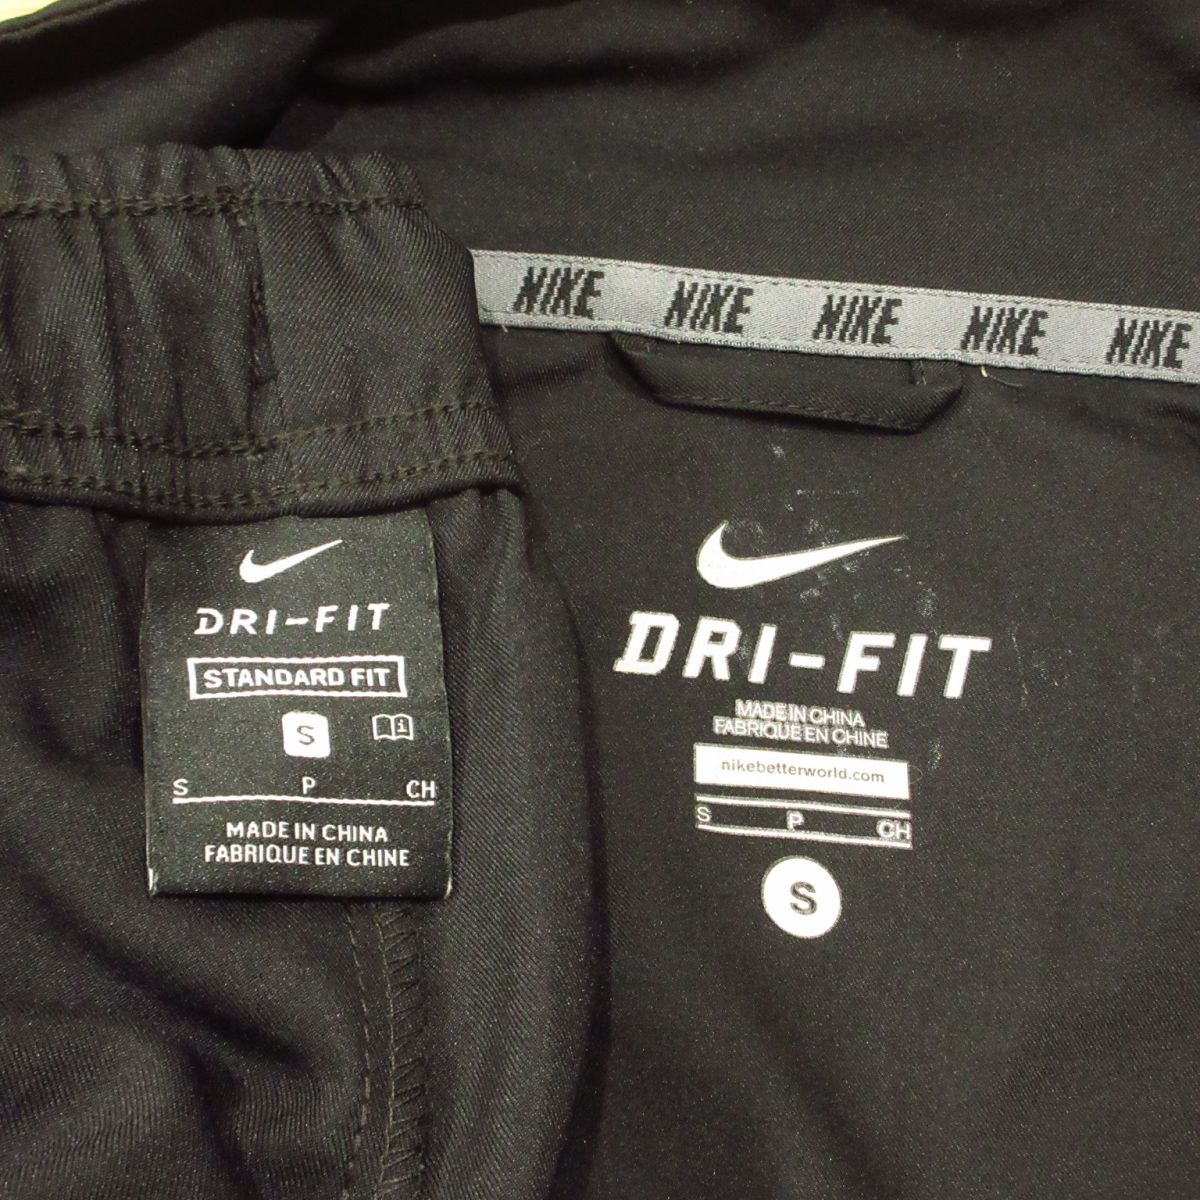 NIKE NIKE NIKE NIKE NIKE
DRI-FIT
STANDARD FIT
S i
S P CH
MADE IN CHINA
FABRIQUE EN CHINE
DRI-FIT
MADE IN CHINA
FABRIQUE EN CHINE
nikebetterworld.com
S P CH
S